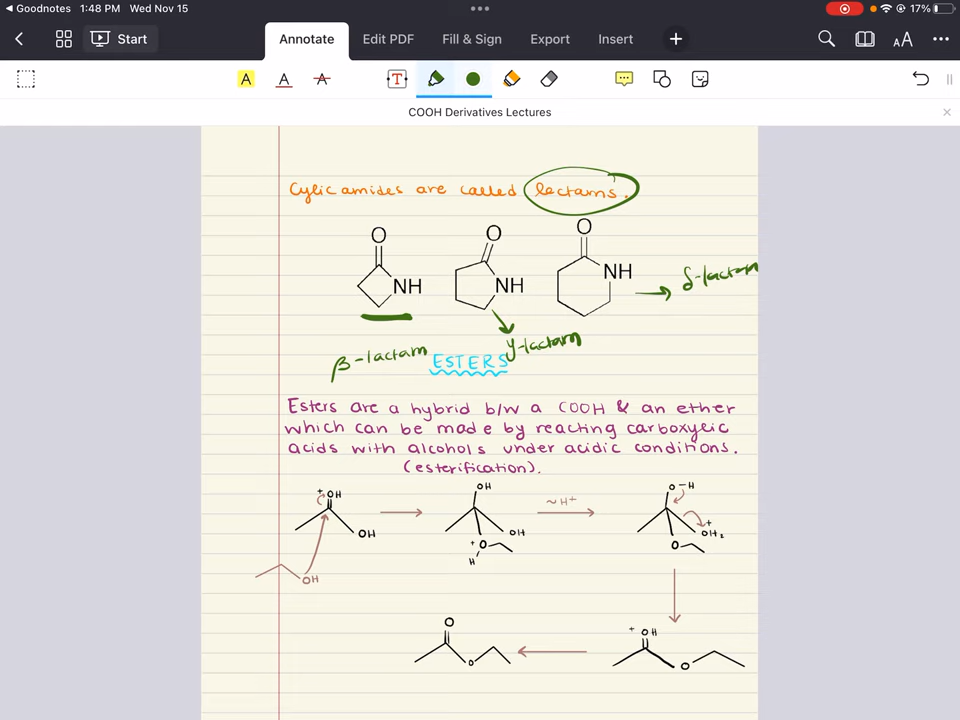 Goodnotes 1:48 PM Wed Nov 15 17%
Start Annotate Edit PDF Fill & Sign Export Insert
COOH Derivatives Lectures
Cylic amides are called lactams.
O O O
NH NH NH
δ-lactam
β-lactam γ-lactam
ESTERS
Esters are a hybrid b/w a COOH & an ether
which can be made by reacting carboxylic
acids with alcohols under acidic conditions.
(esterification).
+OH OH ~H+ O-H
OH OH + OH2
+O O
H
OH
O + OH
O O